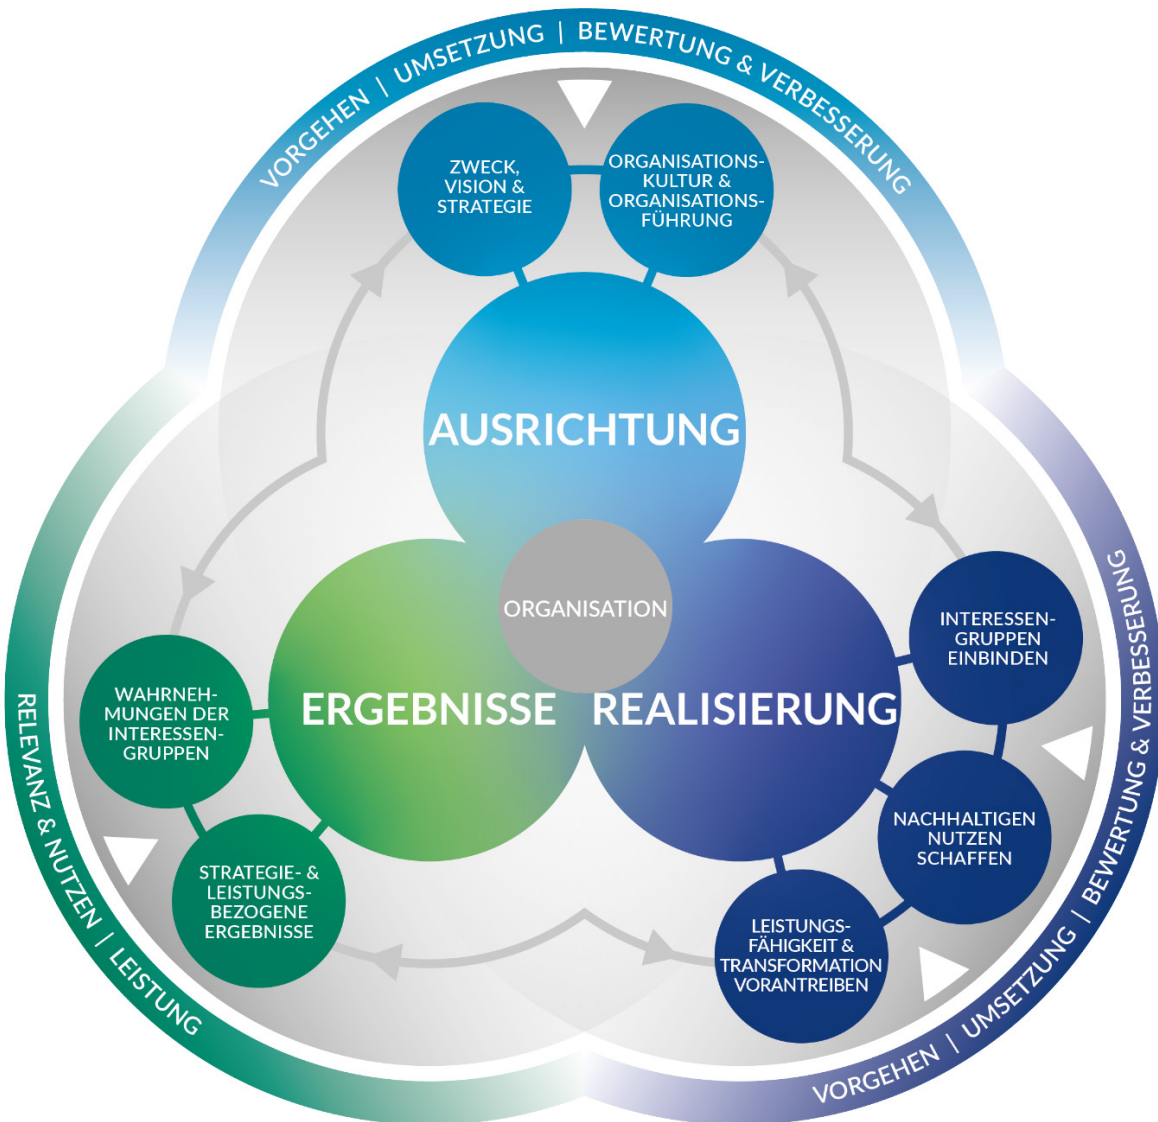 VORGEHEN | UMSETZUNG | BEWERTUNG & VERBESSERUNG
ZWECK,
VISION &
STRATEGIE
ORGANISATIONS-
KULTUR &
ORGANISATIONS-
FÜHRUNG
AUSRICHTUNG
ORGANISATION
ERGEBNISSE
REALISIERUNG
INTERESSEN-
GRUPPEN
EINBINDEN
NACHHALTIGEN
NUTZEN
SCHAFFEN
LEISTUNGS-
FÄHIGKEIT &
TRANSFORMATION
VORANTREIBEN
VORGEHEN | UMSETZUNG | BEWERTUNG & VERBESSERUNG
WAHRNEH-
MUNGEN DER
INTERESSEN-
GRUPPEN
STRATEGIE- &
LEISTUNGS-
BEZOGENE
ERGEBNISSE
RELEVANZ & NUTZEN | LEISTUNG